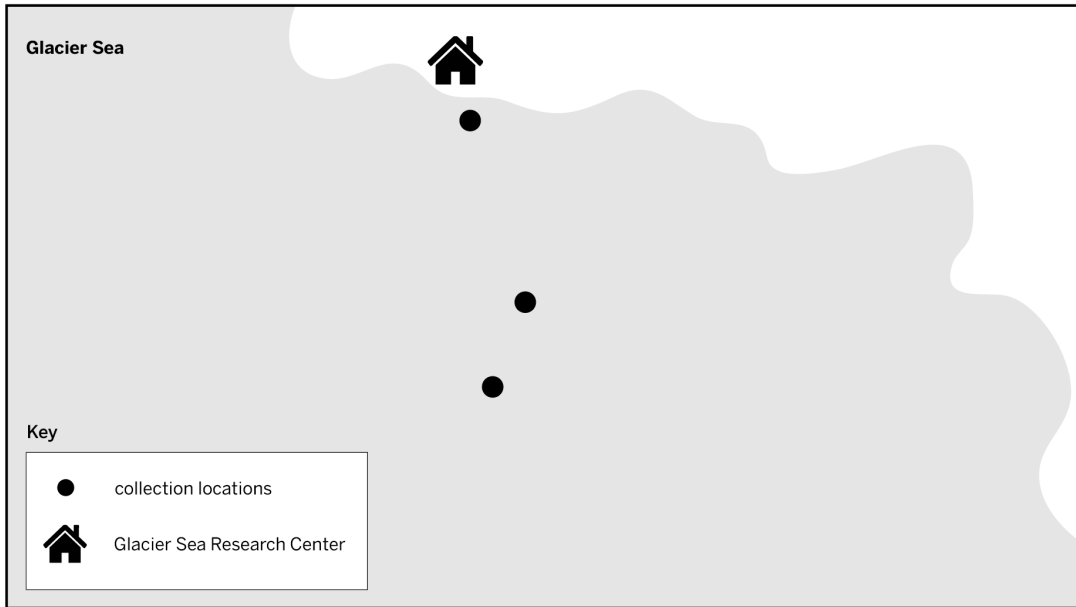 Glacier Sea
Key
collection locations
Glacier Sea Research Center